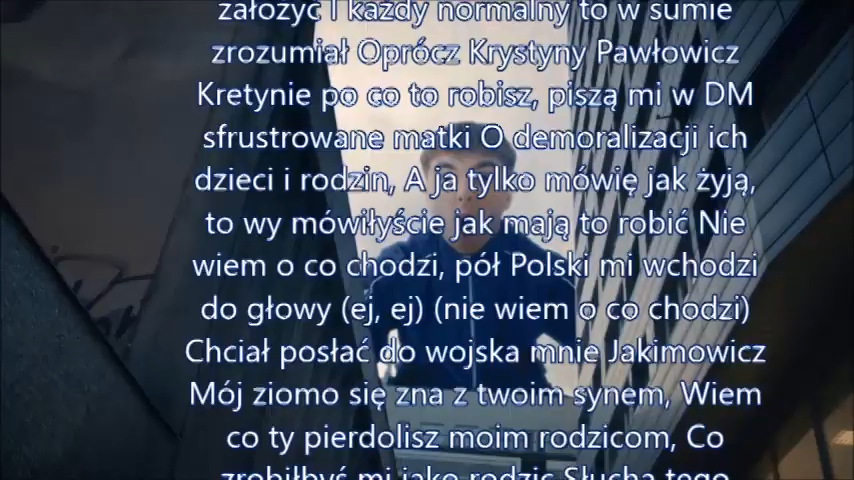 założyć I każdy normalny to w sumie
zrozumiał Oprócz Krystyny Pawłowicz
Kretynie po co to robisz, piszą mi w DM
sfrustrowane matki O demoralizacji ich
dzieci i rodzin, A ja tylko mówię jak żyją,
to wy mówiłyście jak mają to robić Nie
wiem o co chodzi, pół Polski mi wchodzi
do głowy (ej, ej) (nie wiem o co chodzi)
Chciał posłać do wojska mnie Jakimowicz
Mój ziomo się zna z twoim synem, Wiem
co ty pierdolisz moim rodzicom, Co
zrobiłbyś mi jako rodzic Słucha tego